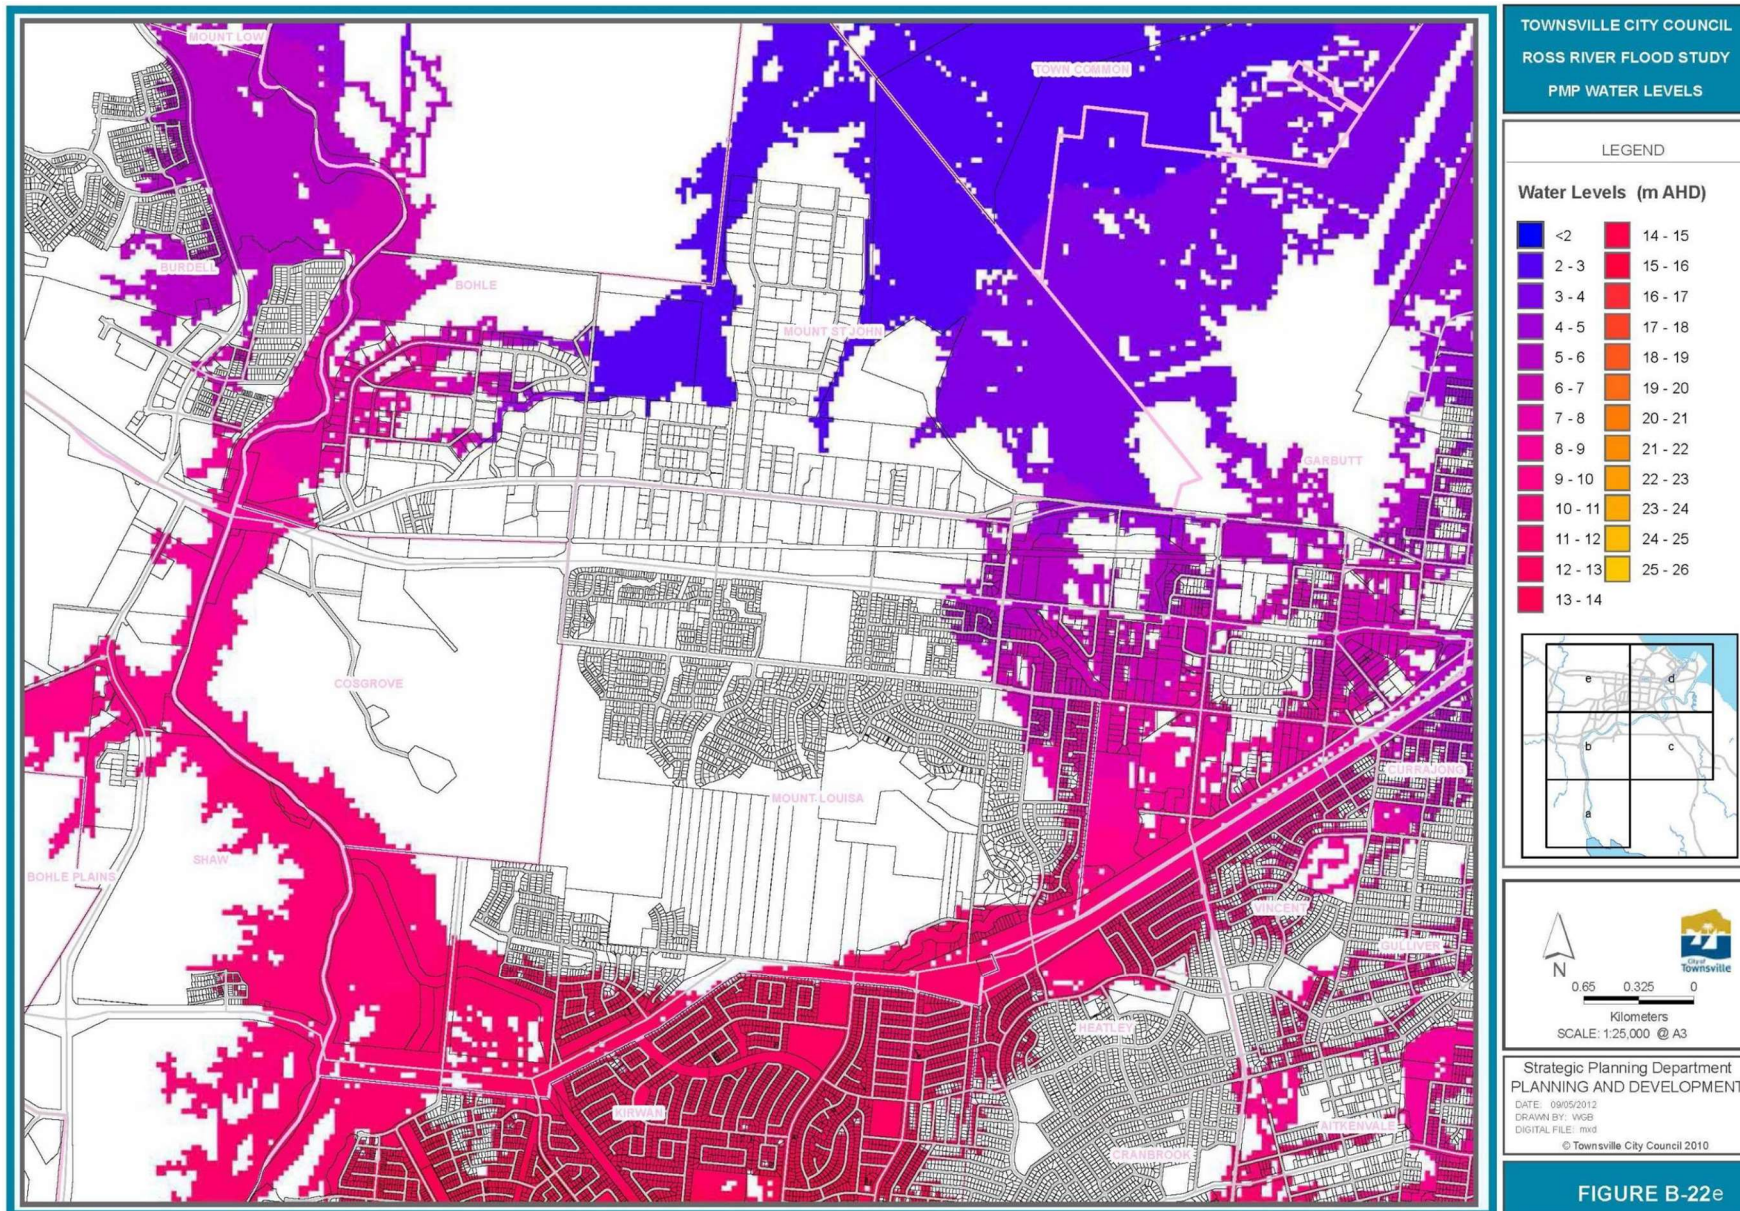 MOUNT LOW
TOWN COMMON
BURDELL
BOHLE
MOUNT ST JOHN
GARBUTT
COSGROVE
MOUNT LOUISA
CURRAJONG
SHAW
BOHLE PLAINS
VINCENT
GULLIVER
HEATLEY
KIRWAN
AITKENVALE
CRANBROOK
TOWNSVILLE CITY COUNCIL
ROSS RIVER FLOOD STUDY
PMP WATER LEVELS
LEGEND
Water Levels (m AHD)
<2
2 - 3
3 - 4
4 - 5
5 - 6
6 - 7
7 - 8
8 - 9
9 - 10
10 - 11
11 - 12
12 - 13
13 - 14
14 - 15
15 - 16
16 - 17
17 - 18
18 - 19
19 - 20
20 - 21
21 - 22
22 - 23
23 - 24
24 - 25
25 - 26
e
d
b
c
a
N
City of
Townsville
0.65 0.325 0
Kilometers
SCALE: 1:25,000 @ A3
Strategic Planning Department
PLANNING AND DEVELOPMENT
DATE: 09/05/2012
DRAWN BY: WGB
DIGITAL FILE: mxd
© Townsville City Council 2010
FIGURE B-22e